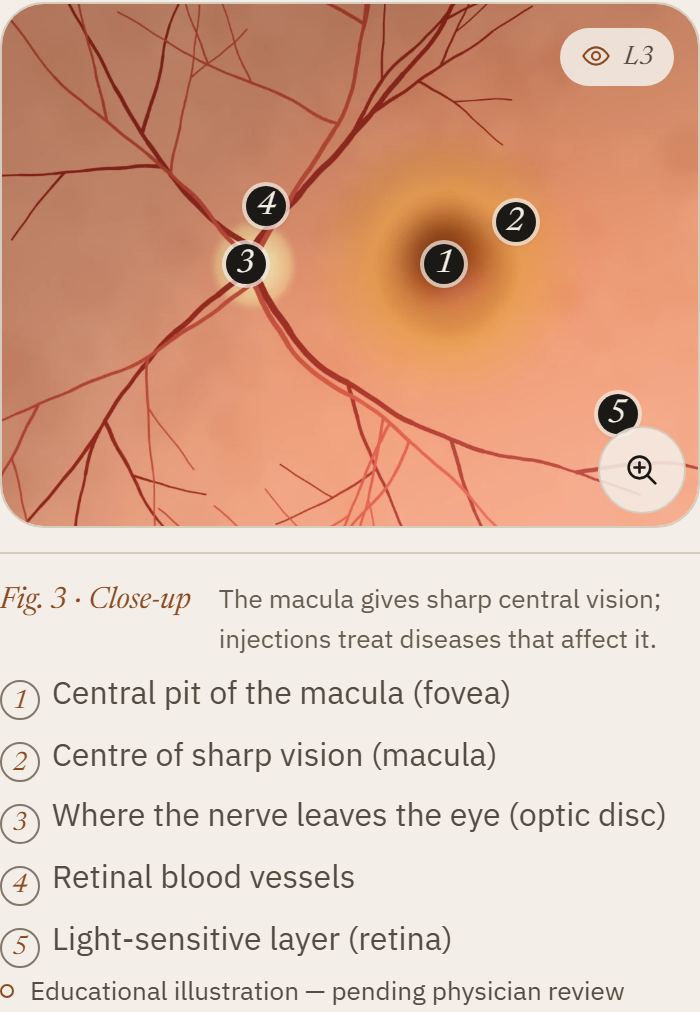 L3
4
2
3
1
5
Fig. 3 · Close-up
The macula gives sharp central vision;
injections treat diseases that affect it.
1 Central pit of the macula (fovea)
2 Centre of sharp vision (macula)
3 Where the nerve leaves the eye (optic disc)
4 Retinal blood vessels
5 Light-sensitive layer (retina)
Educational illustration — pending physician review